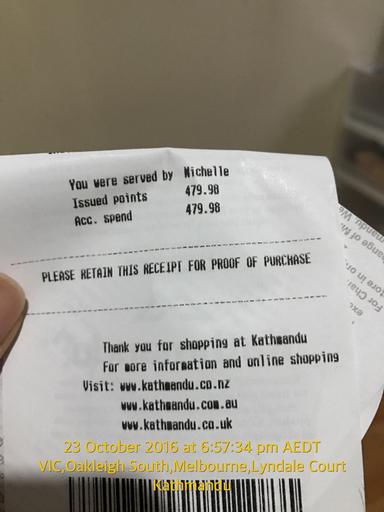 You were served by Michelle
Issued points 479.98
Acc. spend 479.98
PLEASE RETAIN THIS RECEIPT FOR PROOF OF PURCHASE
Thank you for shopping at Kathmandu
For more information and online shopping
Visit: www.kathmandu.co.nz
www.kathmandu.com.au
www.kathmandu.co.uk
23 October 2016 at 6:57:34 pm AEDT
VIC,Oakleigh South,Melbourne,Lyndale Court
Kathmandu